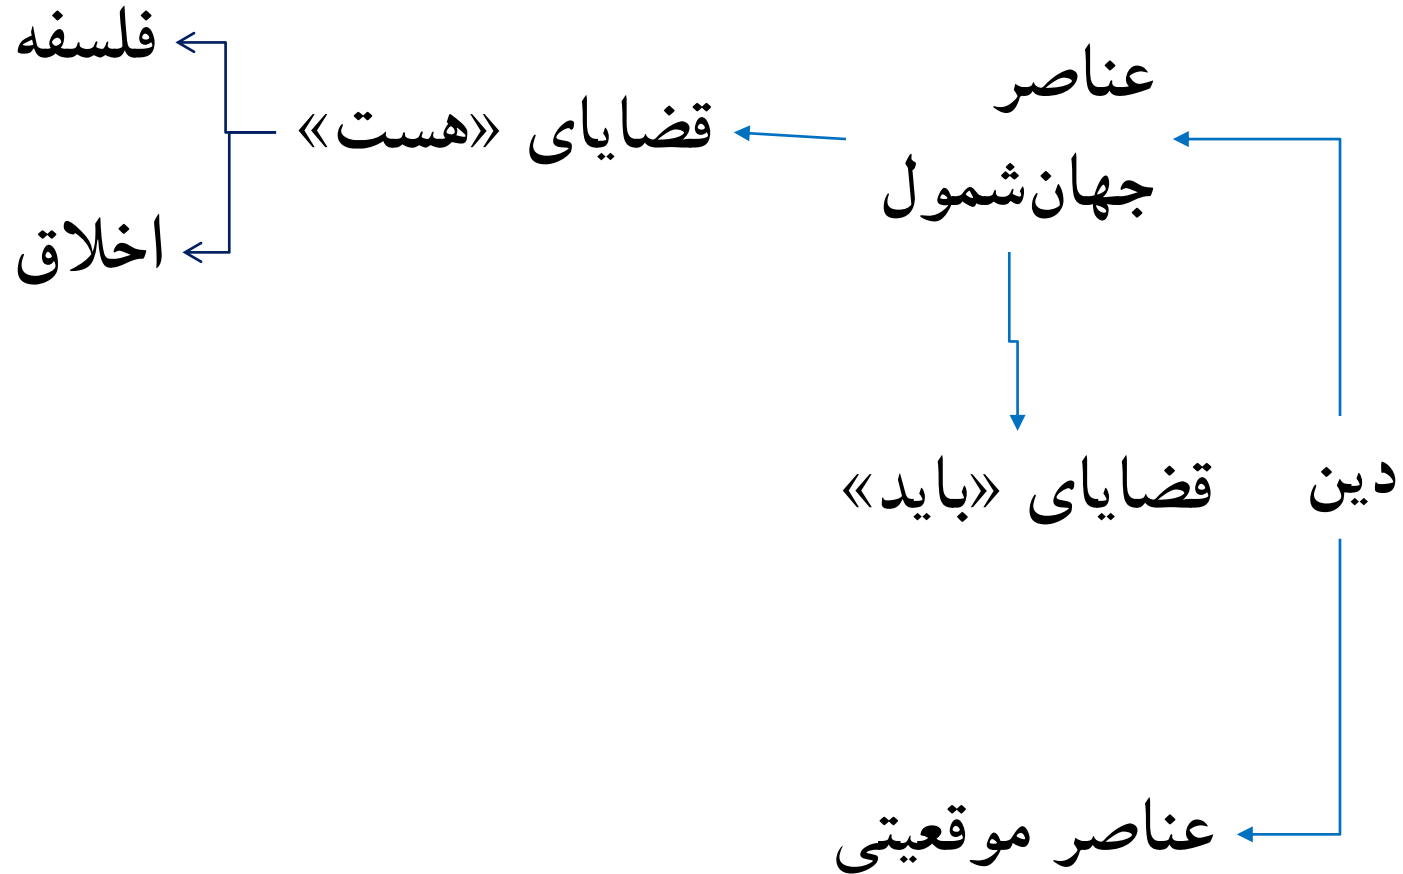 عناصر
جهان‌شمول
قضایای «هست»
فلسفه
اخلاق
دین
قضایای «باید»
عناصر موقعیتی